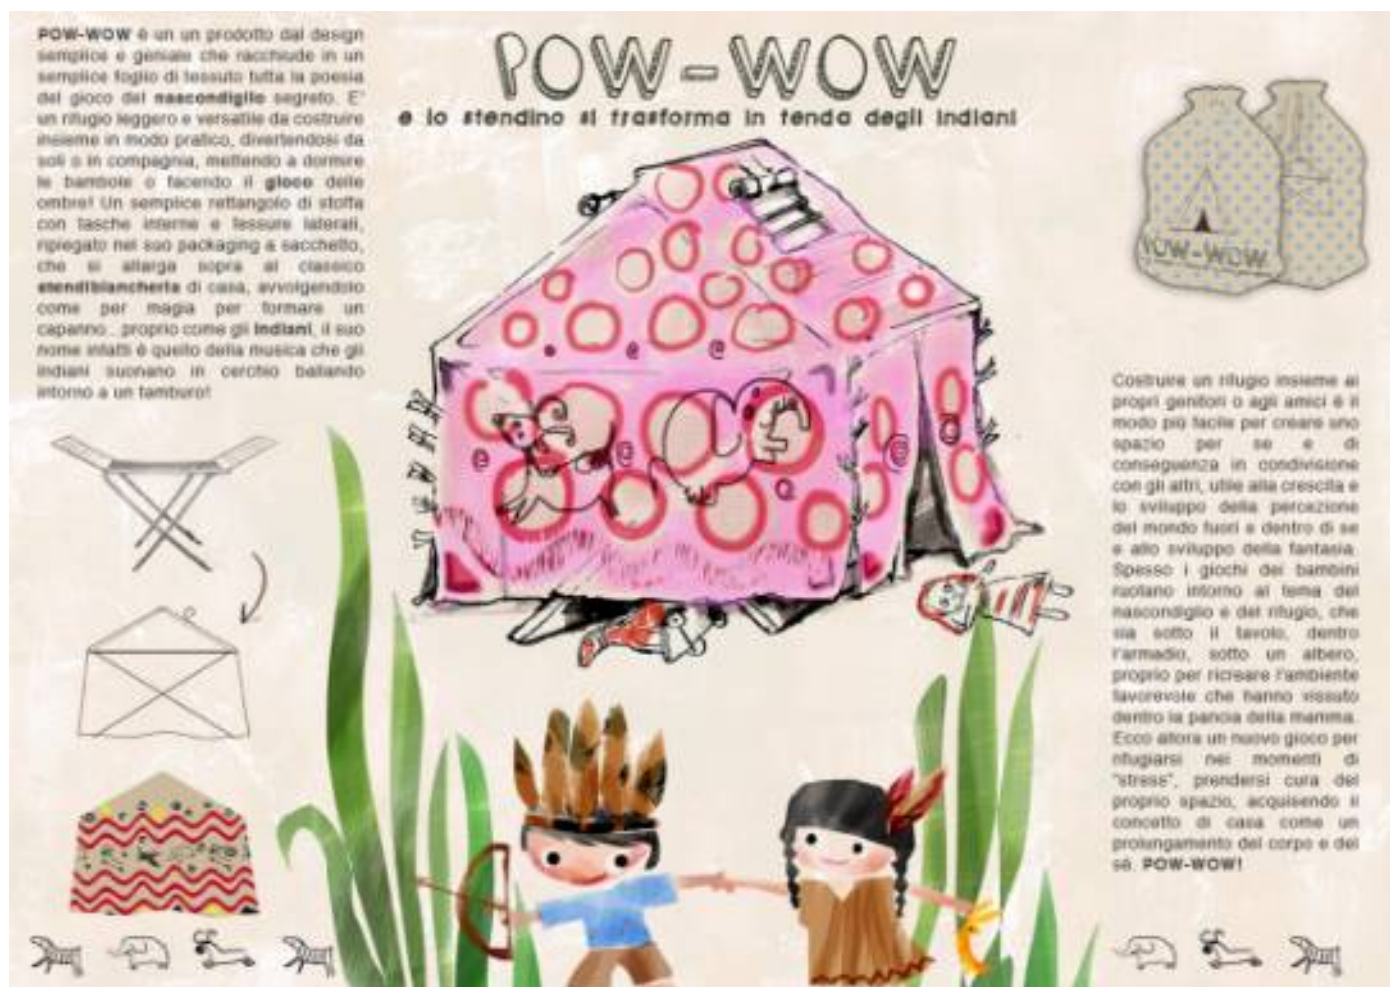 POW-WOW
e lo stendino si trasforma in tenda degli indiani
POW-WOW è un un prodotto dal design
semplice e geniale che racchiude in un
semplice foglio di tessuto tutta la poesia
del gioco del nascondiglio segreto. E'
un rifugio leggero e versatile da costruire
insieme in modo pratico, divertendosi da
soli o in compagnia, mettendo a dormire
le bambole o facendo il gioco delle
ombre! Un semplice rettangolo di stoffa
con tasche interne e fessure laterali,
ripiegato nel suo packaging a sacchetto,
che si allarga sopra al classico
stendibiancheria di casa, avvolgendolo
come per magia per formare un
capanno... proprio come gli indiani, il suo
nome infatti è quello della musica che gli
indiani suonano in cerchio ballando
intorno a un tamburo!
POW-WOW
Costruire un rifugio insieme ai
propri genitori o agli amici è il
modo più facile per creare uno
spazio per se e di
conseguenza in condivisione
con gli altri, utile alla crescita e
lo sviluppo della percezione
del mondo fuori e dentro di se
e allo sviluppo della fantasia.
Spesso i giochi dei bambini
ruotano intorno al tema del
nascondiglio e del rifugio, che
sia sotto il tavolo, dentro
l'armadio, sotto un albero,
proprio per ricreare l'ambiente
favorevole che hanno vissuto
dentro la pancia della mamma.
Ecco allora un nuovo gioco per
rifugiarsi nei momenti di
"stress", prendersi cura del
proprio spazio, acquisendo il
concetto di casa come un
prolungamento del corpo e del
sé. POW-WOW!